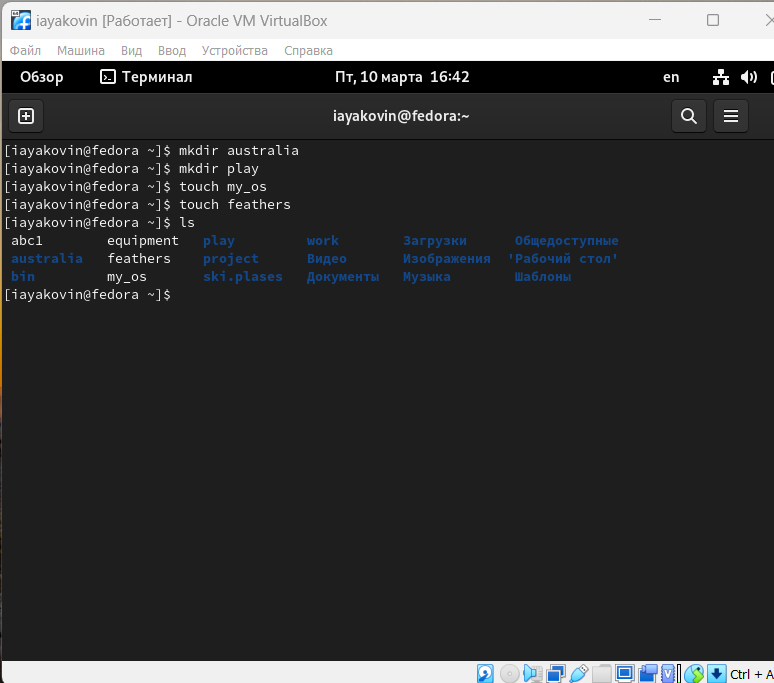 iayakovin [Работает] - Oracle VM VirtualBox
Файл Машина Вид Ввод Устройства Справка
Обзор Терминал Пт, 10 марта 16:42 en
iayakovin@fedora:~
[iayakovin@fedora ~]$ mkdir australia
[iayakovin@fedora ~]$ mkdir play
[iayakovin@fedora ~]$ touch my_os
[iayakovin@fedora ~]$ touch feathers
[iayakovin@fedora ~]$ ls
abc1 equipment play work Загрузки Общедоступные
australia feathers project Видео Изображения 'Рабочий стол'
bin my_os ski.plases Документы Музыка Шаблоны
[iayakovin@fedora ~]$
Ctrl + A